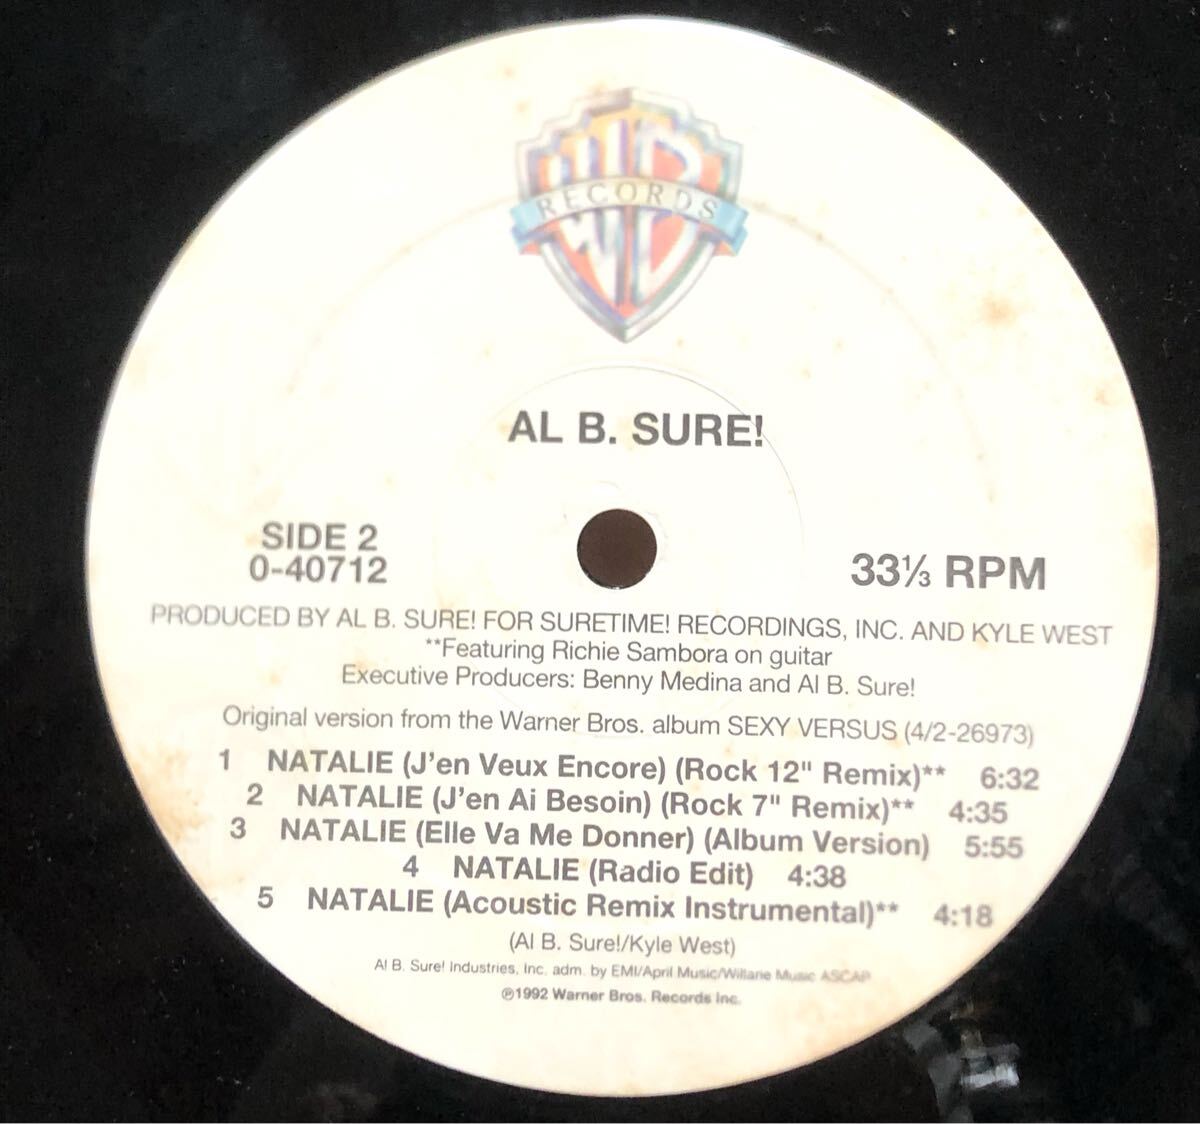 WB
RECORDS
AL B. SURE!
SIDE 2
0-40712
33⅓ RPM
PRODUCED BY AL B. SURE! FOR SURETIME! RECORDINGS, INC. AND KYLE WEST
**Featuring Richie Sambora on guitar
Executive Producers: Benny Medina and Al B. Sure!
Original version from the Warner Bros. album SEXY VERSUS (4/2-26973)
1 NATALIE (J'en Veux Encore) (Rock 12" Remix)** 6:32
2 NATALIE (J'en Ai Besoin) (Rock 7" Remix)** 4:35
3 NATALIE (Elle Va Me Donner) (Album Version) 5:55
4 NATALIE (Radio Edit) 4:38
5 NATALIE (Acoustic Remix Instrumental)** 4:18
(Al B. Sure!/Kyle West)
Al B. Sure! Industries, Inc. adm. by EMI/April Music/Willarie Music ASCAP
℗1992 Warner Bros. Records Inc.